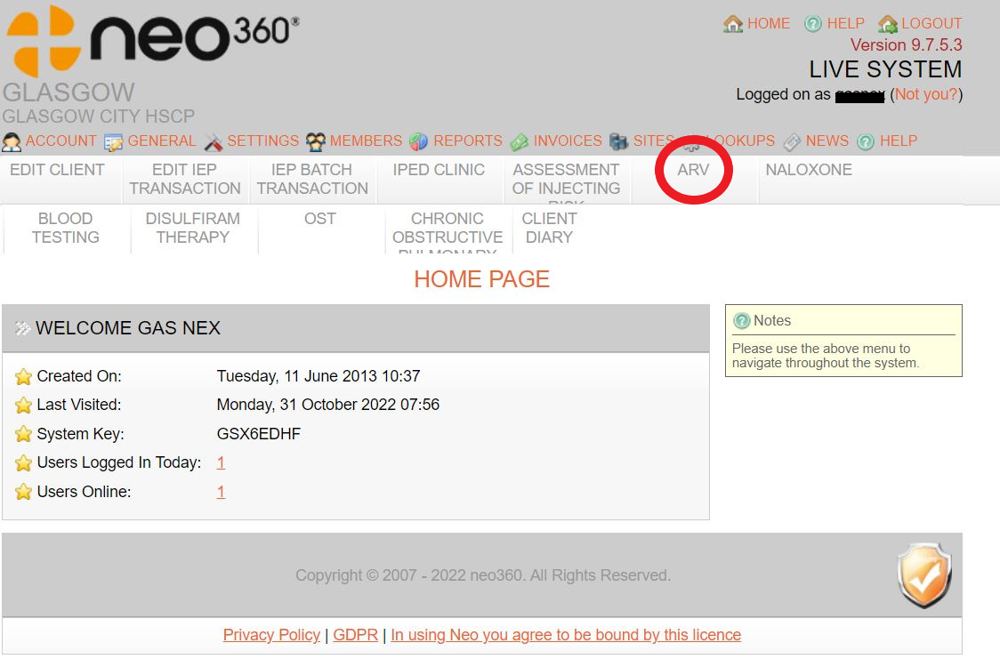 neo360®
HOME HELP LOGOUT
Version 9.7.5.3
LIVE SYSTEM
GLASGOW
Logged on as (Not you?)
GLASGOW CITY HSCP
ACCOUNT GENERAL SETTINGS MEMBERS REPORTS INVOICES SITES LOOKUPS NEWS HELP
EDIT CLIENT EDIT IEP IEP BATCH IPED CLINIC ASSESSMENT ARV NALOXONE
TRANSACTION TRANSACTION OF INJECTING
RISK
BLOOD DISULFIRAM OST CHRONIC CLIENT
TESTING THERAPY OBSTRUCTIVE DIARY
PULMONARY
HOME PAGE
WELCOME GAS NEX
Notes
Please use the above menu to
navigate throughout the system.
Created On: Tuesday, 11 June 2013 10:37
Last Visited: Monday, 31 October 2022 07:56
System Key: GSX6EDHF
Users Logged In Today: 1
Users Online: 1
Copyright © 2007 - 2022 neo360. All Rights Reserved.
Privacy Policy | GDPR | In using Neo you agree to be bound by this licence